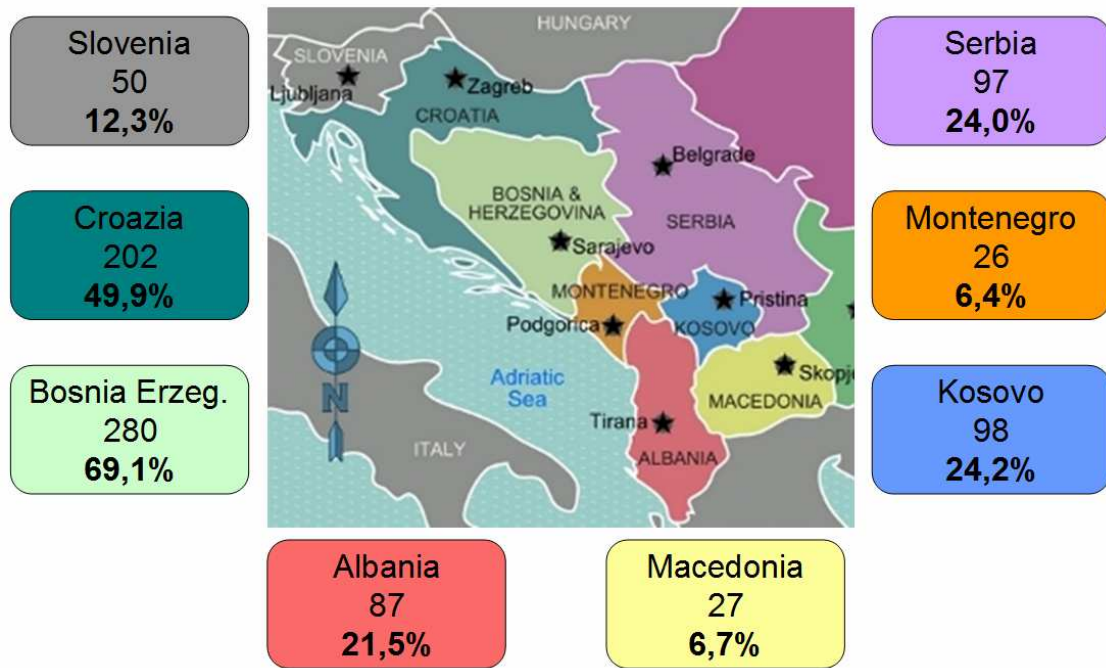 Slovenia
50
12,3%
Croazia
202
49,9%
Bosnia Erzeg.
280
69,1%
HUNGARY
SLOVENIA
Ljubljana
Zagreb
CROATIA
Belgrade
BOSNIA &
HERZEGOVINA
SERBIA
Sarajevo
MONTENEGRO
Pristina
Podgorica
KOSOVO
Adriatic
Sea
Skopje
MACEDONIA
N
Tirana
ITALY
ALBANIA
Serbia
97
24,0%
Montenegro
26
6,4%
Kosovo
98
24,2%
Albania
87
21,5%
Macedonia
27
6,7%